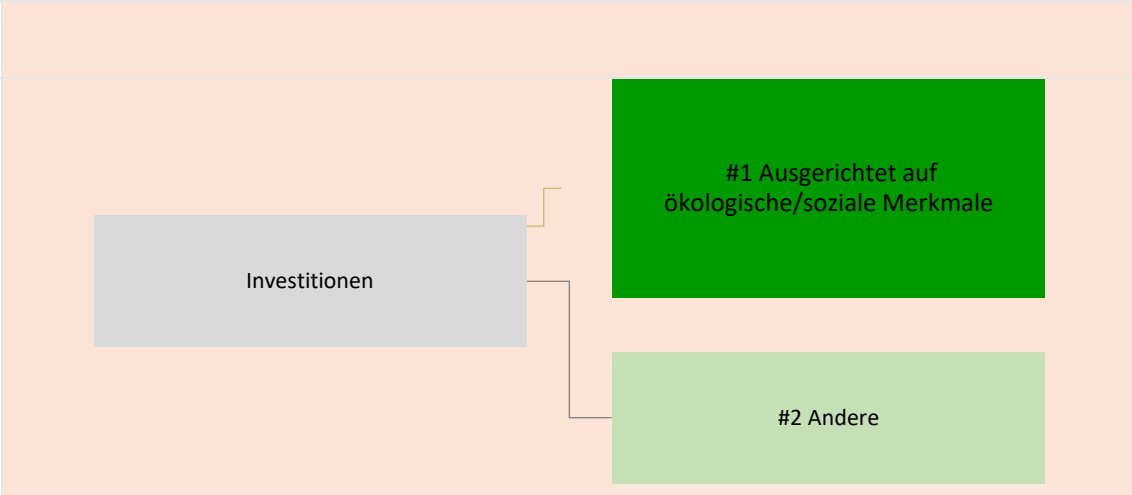 #1 Ausgerichtet auf
ökologische/soziale Merkmale
Investitionen
#2 Andere